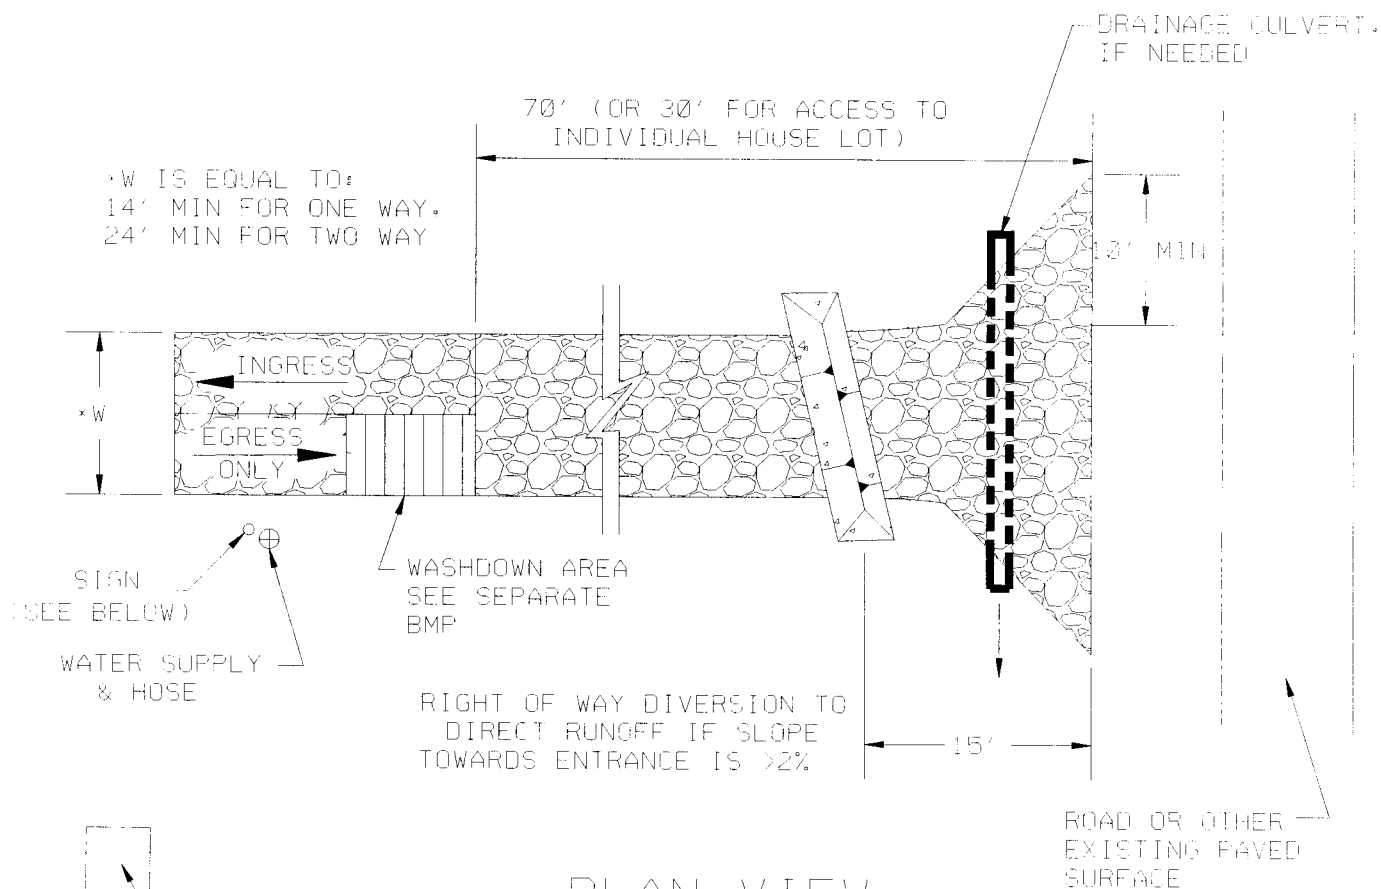 DRAINAGE CULVERT.
IF NEEDED
70' (OR 30' FOR ACCESS TO
INDIVIDUAL HOUSE LOT)
*W IS EQUAL TO:
14' MIN FOR ONE WAY.
24' MIN FOR TWO WAY
10' MIN
INGRESS
*W
EGRESS
ONLY
SIGN
(SEE BELOW)
WASHDOWN AREA
SEE SEPARATE
BMP
WATER SUPPLY
& HOSE
RIGHT OF WAY DIVERSION TO
DIRECT RUNOFF IF SLOPE
TOWARDS ENTRANCE IS >2%
15'
ROAD OR OTHER
EXISTING PAVED
SURFACE
PLAN VIEW